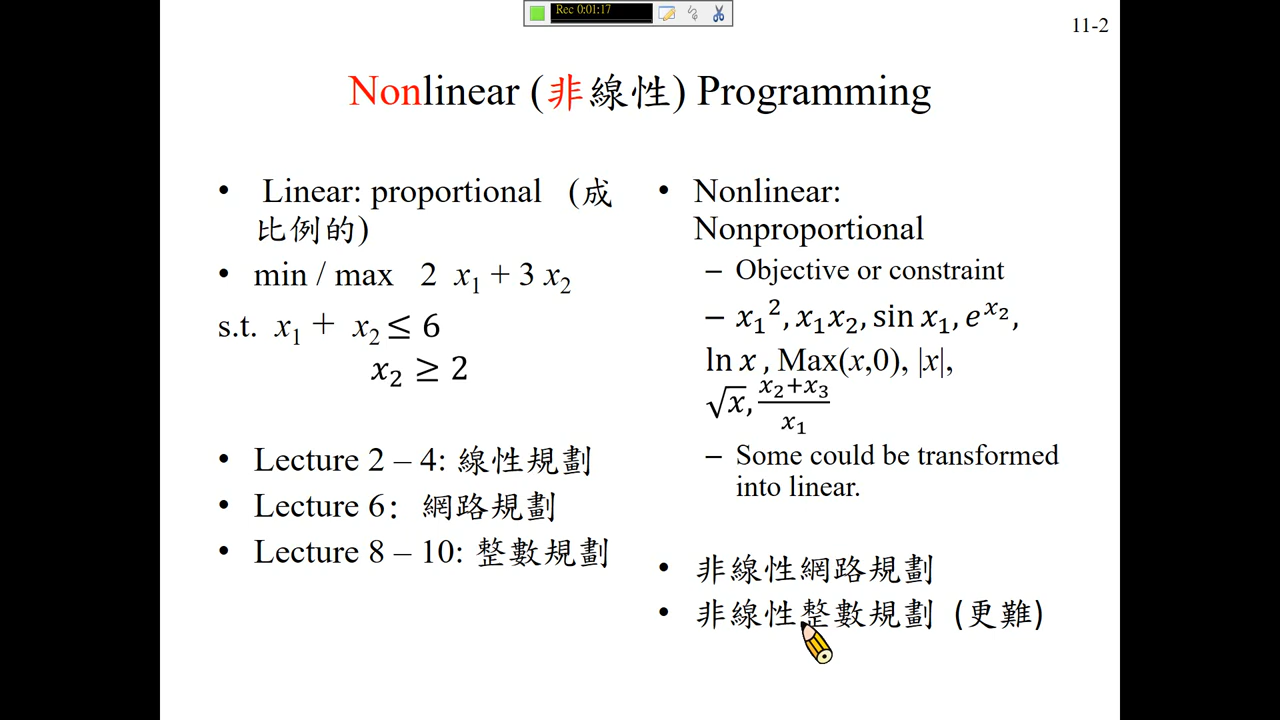 Rec 0:01:17
11-2
Nonlinear (非線性) Programming
• Linear: proportional (成
比例的)
• min / max 2 x₁ + 3 x₂
s.t. x₁ + x₂ ≤ 6
x₂ ≥ 2
• Lecture 2 – 4: 線性規劃
• Lecture 6： 網路規劃
• Lecture 8 – 10: 整數規劃
• Nonlinear:
Nonproportional
– Objective or constraint
– x₁², x₁x₂, sin x₁, e^{x₂},
ln x , Max(x,0), |x|,
√x, (x₂+x₃)/x₁
– Some could be transformed
into linear.
• 非線性網路規劃
• 非線性整數規劃 (更難)